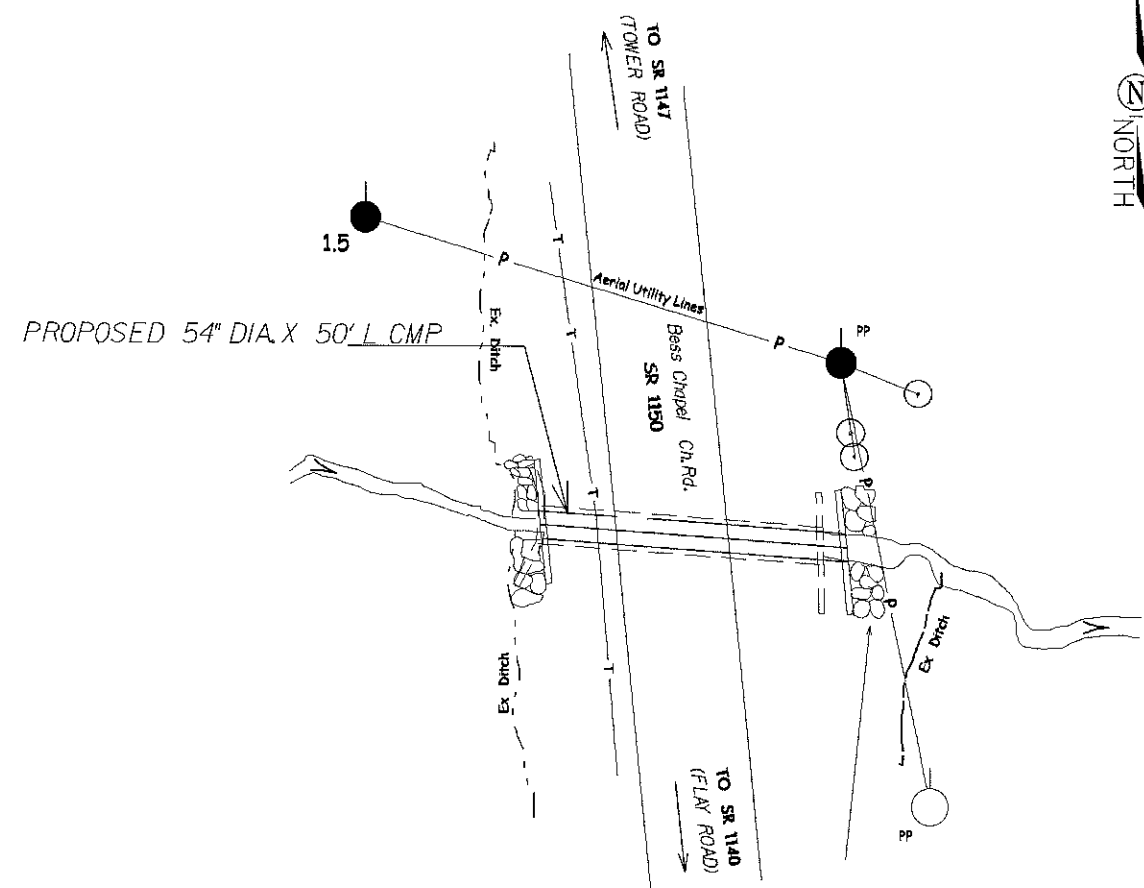 TO SR 1147
(TOWER ROAD)
N
NORTH
1.5
P
T
Aerial Utility Lines
PP
P
Ex. Ditch
T
Bess Chapel Ch.Rd.
SR 1150
PROPOSED 54" DIA. X 50' L CMP
T
P
P
Ex Ditch
T
Ex Ditch
TO SR 1140
(FLAY ROAD)
PP